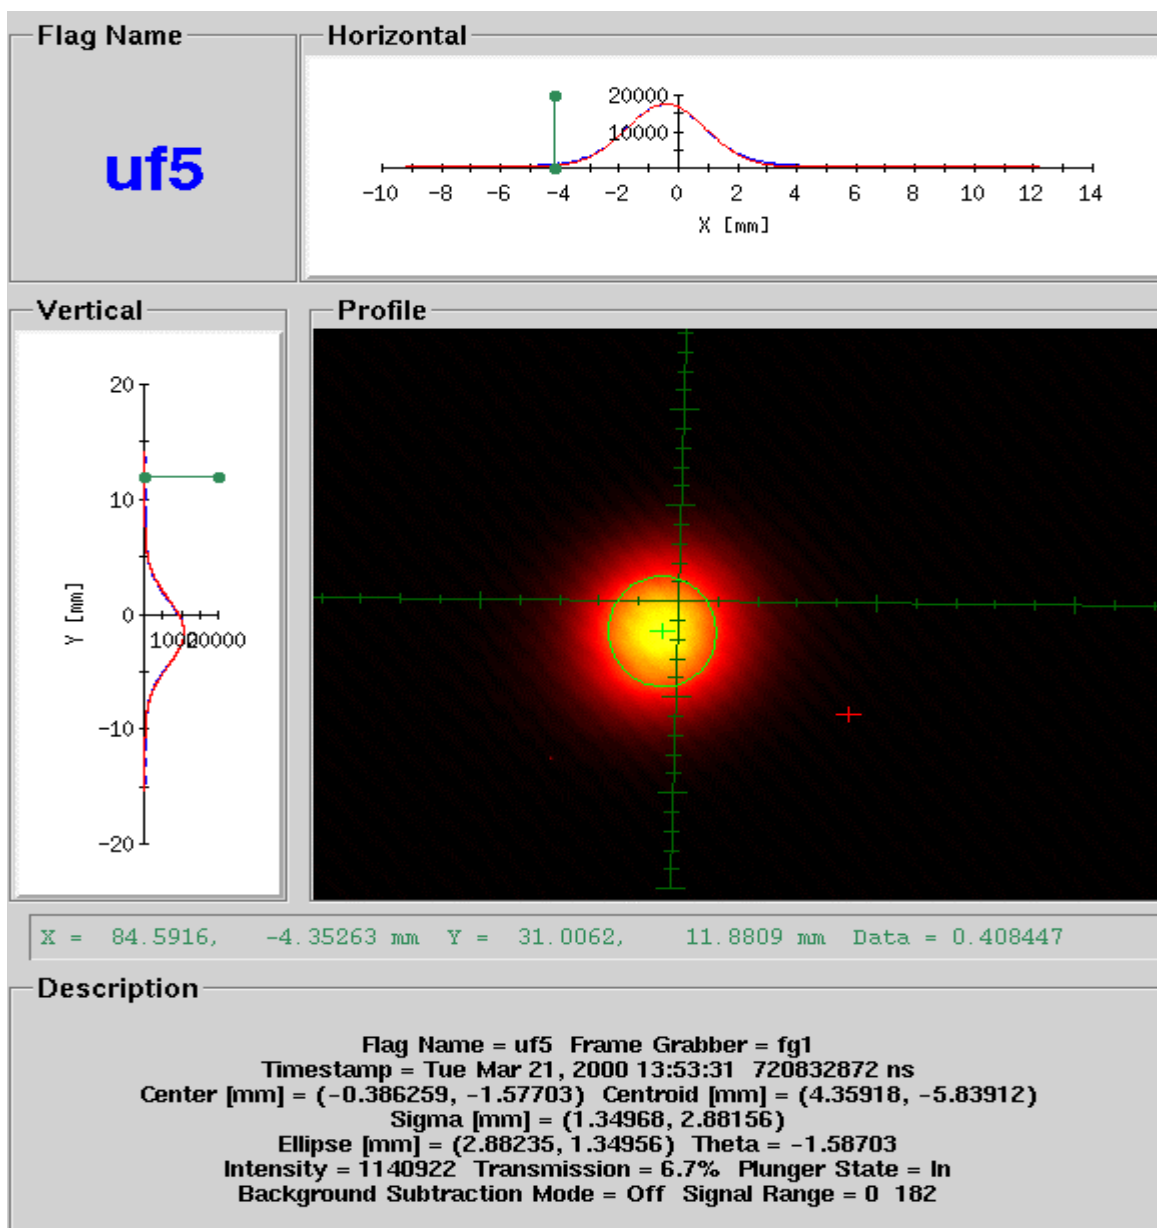 Flag Name
Horizontal
uf5
20000
10000
-10 -8 -6 -4 -2 0 2 4 6 8 10 12 14
X [mm]
Vertical
Profile
20
10
0
-10
-20
Y [mm]
20000
X = 84.5916, -4.35263 mm Y = 31.0062, 11.8809 mm Data = 0.408447
Description
Flag Name = uf5 Frame Grabber = fg1
Timestamp = Tue Mar 21, 2000 13:53:31 720832872 ns
Center [mm] = (-0.386259, -1.57703) Centroid [mm] = (4.35918, -5.83912)
Sigma [mm] = (1.34968, 2.88156)
Ellipse [mm] = (2.88235, 1.34956) Theta = -1.58703
Intensity = 1140922 Transmission = 6.7% Plunger State = In
Background Subtraction Mode = Off Signal Range = 0 182